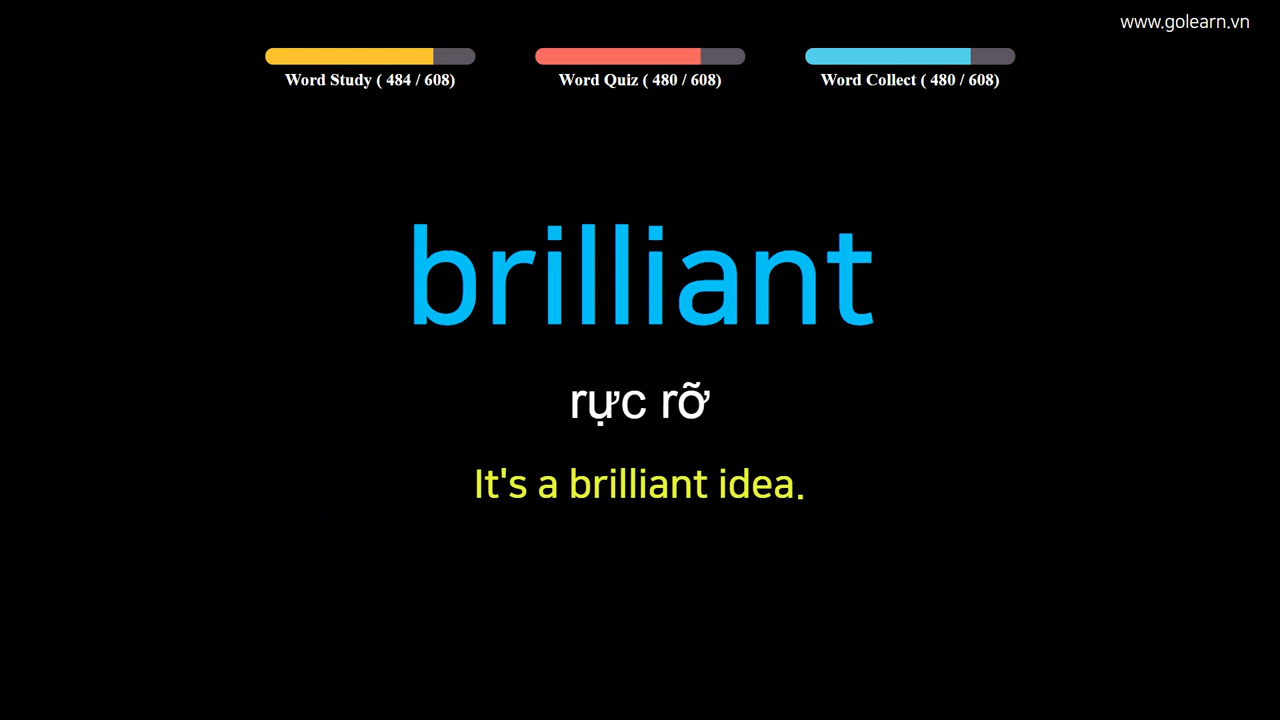 www.golearn.vn
Word Study ( 484 / 608)
Word Quiz ( 480 / 608)
Word Collect ( 480 / 608)
brilliant
rực rỡ
It's a brilliant idea.